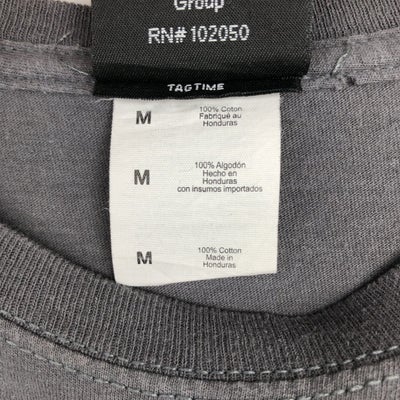 Group
RN# 102050
TAGTIME
M
100% Coton
Fabriqué au
Honduras
M
100% Algodón
Hecho en
Honduras
con insumos importados
M
100% Cotton
Made in
Honduras